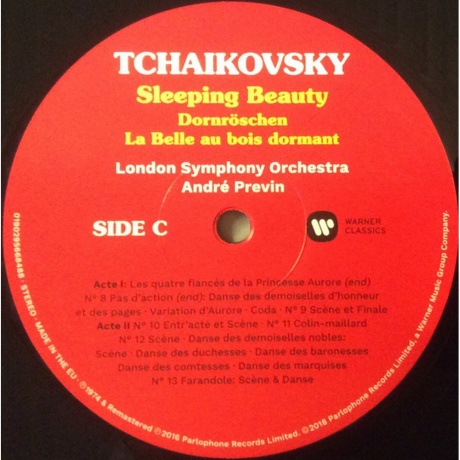 TCHAIKOVSKY
Sleeping Beauty
Dornröschen
La Belle au bois dormant
London Symphony Orchestra
André Previn
SIDE C
WARNER
CLASSICS
Acte I: Les quatre fiancés de la Princesse Aurore (end)
N° 8 Pas d'action (end): Danse des demoiselles d'honneur
et des pages · Variation d'Aurore · Coda · N° 9 Scène et Finale
Acte II N° 10 Entr'acte et Scène · N° 11 Colin-maillard
N° 12 Scène · Danse des demoiselles nobles:
Scène · Danse des duchesses · Danse des baronesses
Danse des comtesses · Danse des marquises
N° 13 Farandole: Scène & Danse
0190295668488 · STEREO · MADE IN THE EU · ℗1974 & Remastered ℗2016 Parlophone Records Limited. ©2016 Parlophone Records Limited, a Warner Music Group Company.